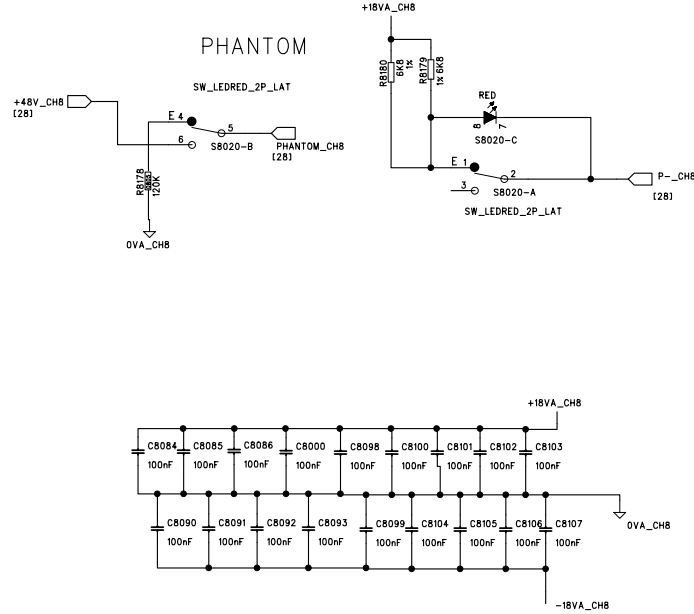 +18VA_CH8
PHANTOM
R8180
6K8
1%
R8179
1% 6K8
SW_LEDRED_2P_LAT
+48V_CH8
[28]
RED
8
7
S8020-C
E 4
5
6
S8020-B
PHANTOM_CH8
[28]
E 1
2
3
S8020-A
P-_CH8
[28]
SW_LEDRED_2P_LAT
R8178
120K
0VA_CH8
+18VA_CH8
C8084 C8085 C8086 C8000 C8098 C8100 C8101 C8102 C8103
100nF 100nF 100nF 100nF 100nF 100nF 100nF 100nF 100nF
0VA_CH8
C8090 C8091 C8092 C8093 C8099 C8104 C8105 C8106 C8107
100nF 100nF 100nF 100nF 100nF 100nF 100nF 100nF 100nF
-18VA_CH8